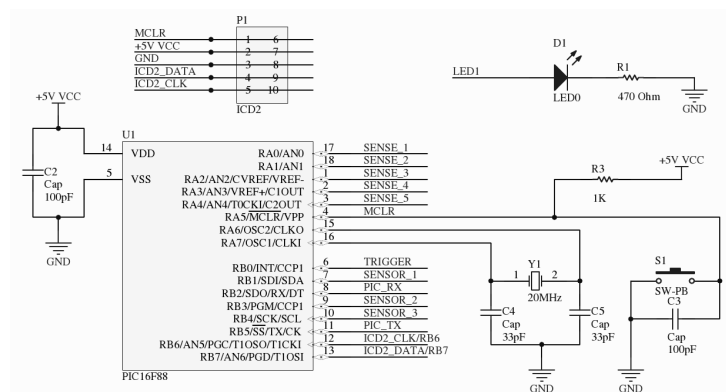 P1
MCLR 1 6
+5V VCC 2 7
GND 3 8
ICD2_DATA 4 9
ICD2_CLK 5 10
ICD2
D1
LED1
LED0
R1
470 Ohm
GND
+5V VCC
C2
Cap
100pF
GND
U1
14 VDD
5 VSS
RA0/AN0 17 SENSE_1
RA1/AN1 18 SENSE_2
RA2/AN2/CVREF/VREF- 1 SENSE_3
RA3/AN3/VREF+/C1OUT 2 SENSE_4
RA4/AN4/T0CKI/C2OUT 3 SENSE_5
RA5/MCLR/VPP 4 MCLR
RA6/OSC2/CLKO 15
RA7/OSC1/CLKI 16
RB0/INT/CCP1 6 TRIGGER
RB1/SDI/SDA 7 SENSOR_1
RB2/SDO/RX/DT 8 PIC_RX
RB3/PGM/CCP1 9 SENSOR_2
RB4/SCK/SCL 10 SENSOR_3
RB5/SS/TX/CK 11 PIC_TX
RB6/AN5/PGC/T1OSO/T1CKI 12 ICD2_CLK/RB6
RB7/AN6/PGD/T1OSI 13 ICD2_DATA/RB7
PIC16F88
R3
1K
+5V VCC
Y1
1 2
20MHz
C4
Cap
33pF
C5
Cap
33pF
GND
S1
SW-PB
C3
Cap
100pF
GND